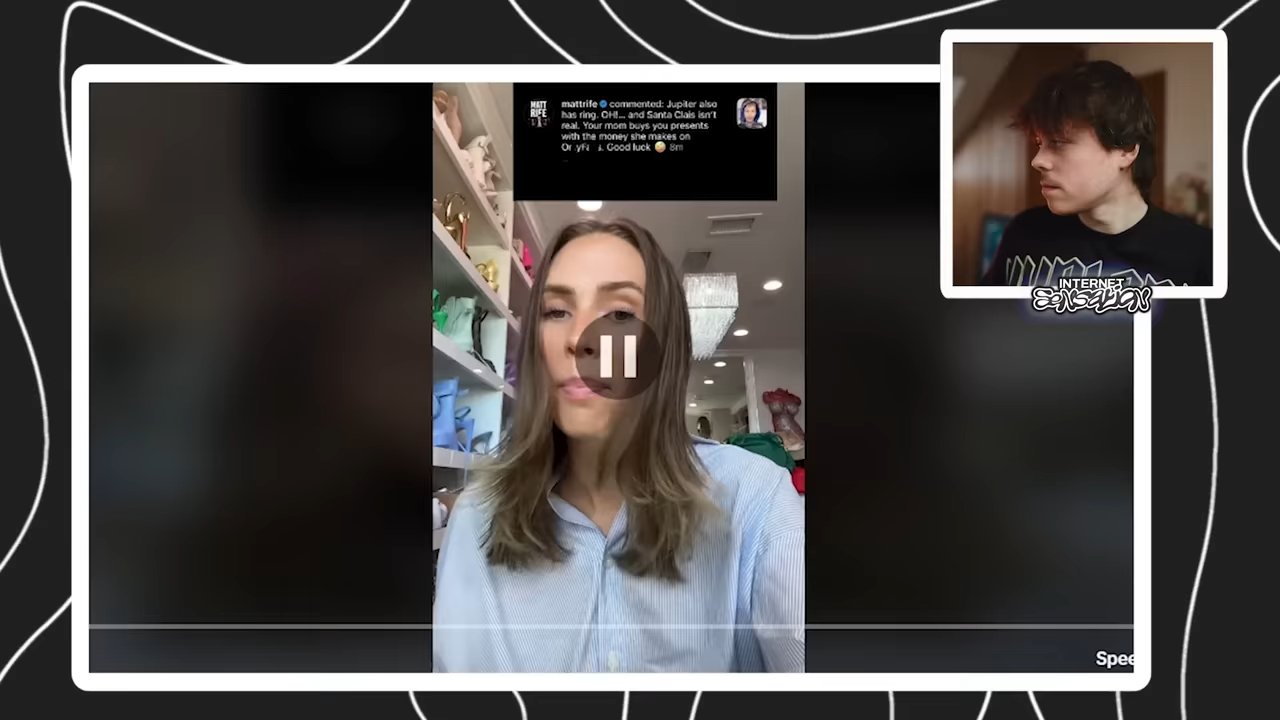 MATT
RIFE
mattrife commented: Jupiter also
has ring. OH!... and Santa Clais isn't
real. Your mom buys you presents
with the money she makes on
Good luck 🤣 8m
INTERNET
SENSATION
Spee